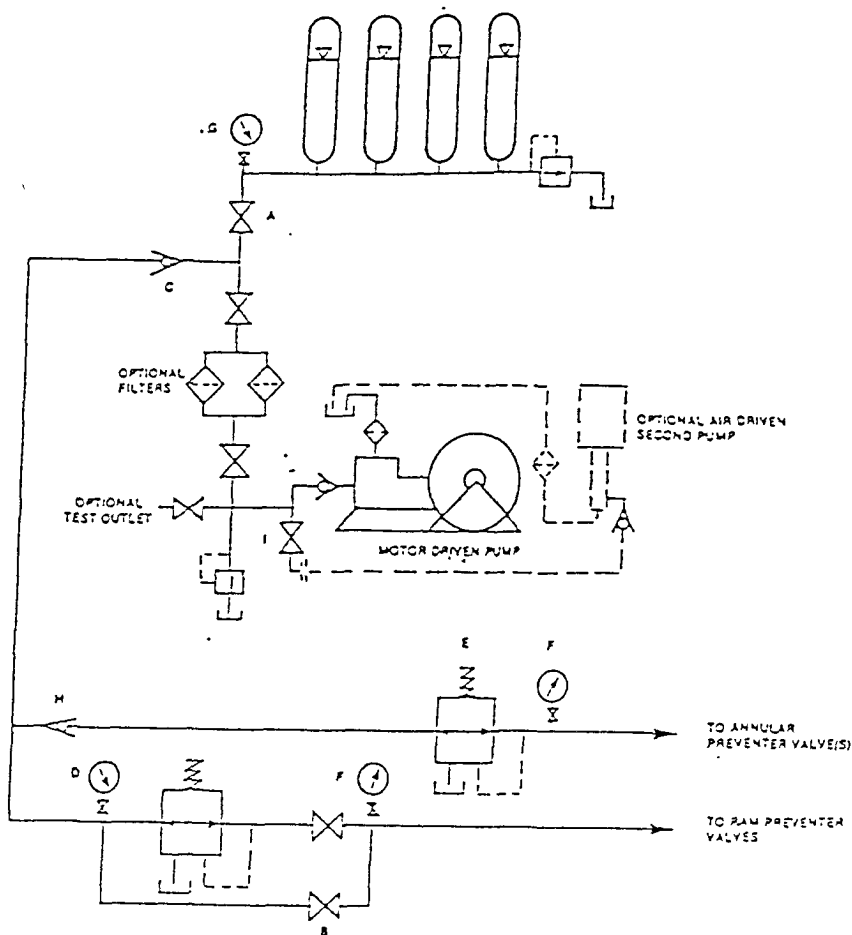 G
A
C
OPTIONAL
FILTERS
OPTIONAL AIR DRIVEN
SECOND PUMP
OPTIONAL
TEST OUTLET
I
MOTOR DRIVEN PUMP
E
F
H
TO ANNULAR
PREVENTER VALVE(S)
D
F
TO RAM PREVENTER
VALVES
B